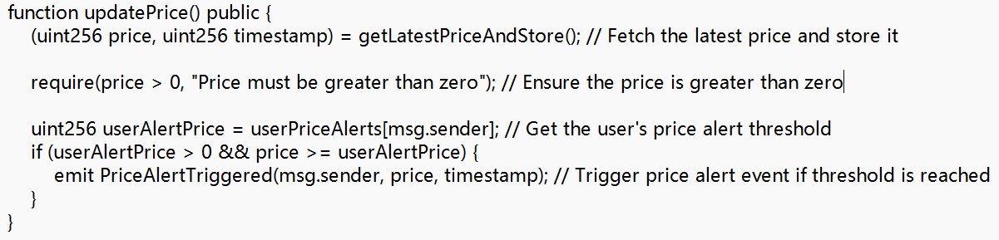 function updatePrice() public {
(uint256 price, uint256 timestamp) = getLatestPriceAndStore(); // Fetch the latest price and store it
require(price > 0, "Price must be greater than zero"); // Ensure the price is greater than zero
uint256 userAlertPrice = userPriceAlerts[msg.sender]; // Get the user's price alert threshold
if (userAlertPrice > 0 && price >= userAlertPrice) {
emit PriceAlertTriggered(msg.sender, price, timestamp); // Trigger price alert event if threshold is reached
}
}